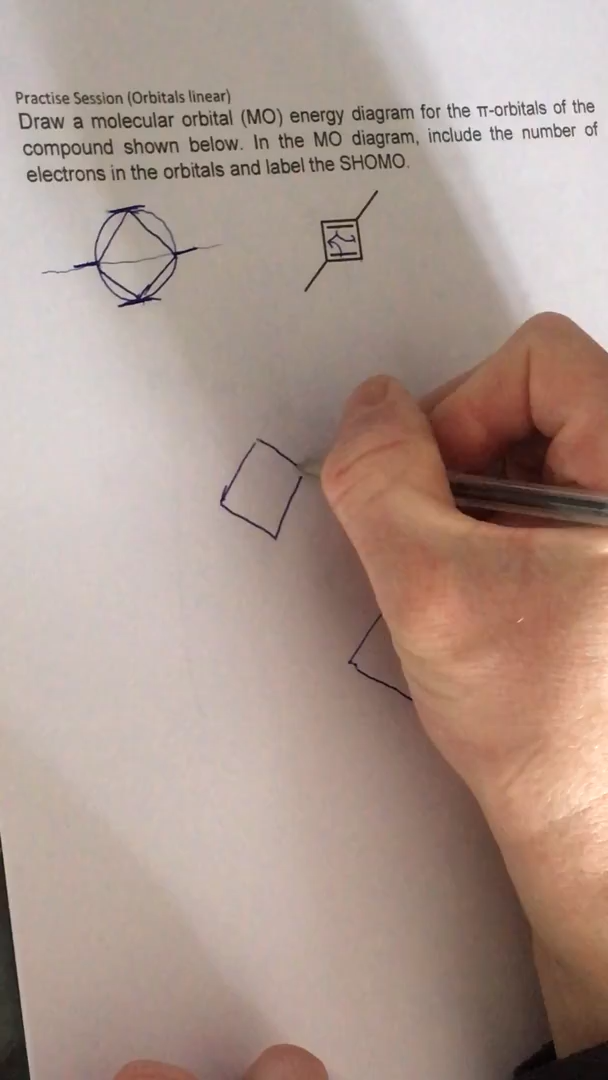 Practise Session (Orbitals linear)
Draw a molecular orbital (MO) energy diagram for the π-orbitals of the
compound shown below. In the MO diagram, include the number of
electrons in the orbitals and label the SHOMO.